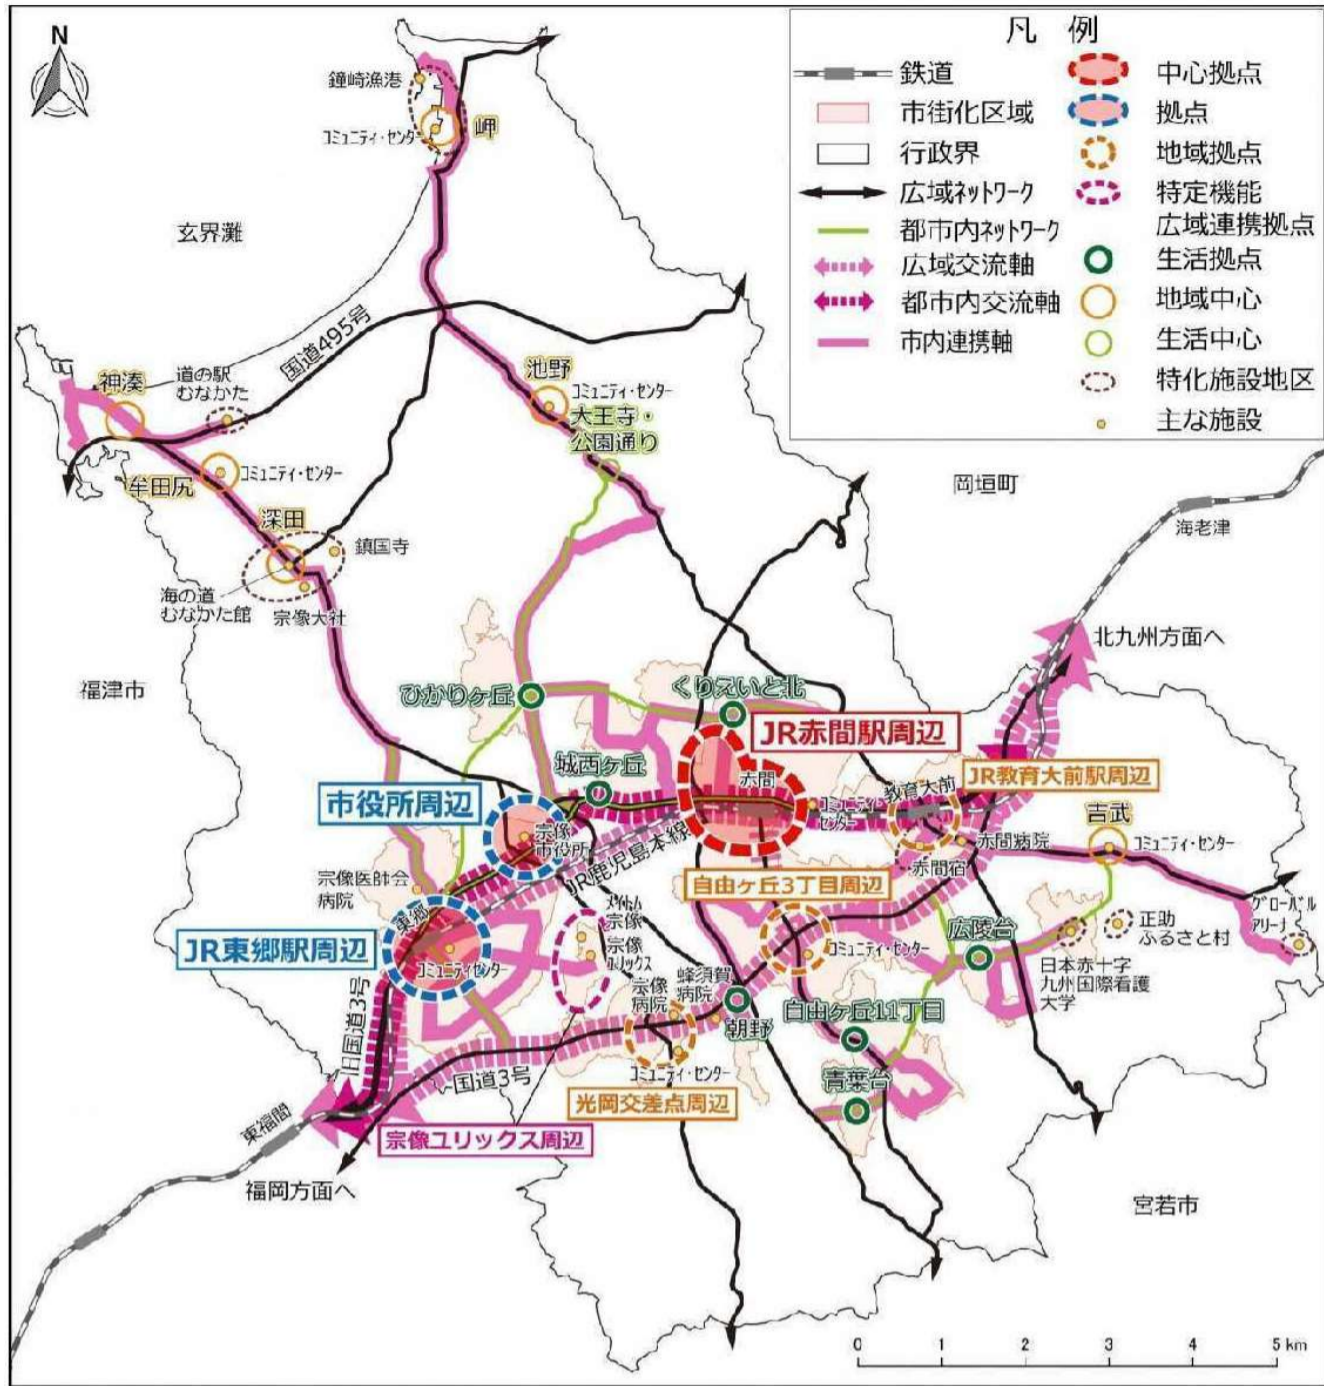 N
凡 例
鉄道
市街化区域
行政界
広域ネットワーク
都市内ネットワーク
広域交流軸
都市内交流軸
市内連携軸
中心拠点
拠点
地域拠点
特定機能
広域連携拠点
生活拠点
地域中心
生活中心
特化施設地区
主な施設
鐘崎漁港
コミュニティ・センター
岬
玄界灘
国道495号
神湊
道の駅
むなかた
池野
コミュニティ・センター
大王寺・
公園通り
牟田尻
コミュニティ・センター
深田
鎮国寺
海の道
むなかた館
宗像大社
岡垣町
海老津
北九州方面へ
福津市
ひかりヶ丘
くりえいと北
JR赤間駅周辺
城西ヶ丘
赤間
コミュニティ・
センター
教育大前
JR教育大前駅周辺
市役所周辺
宗像
市役所
JR鹿児島本線
吉武
コミュニティ・センター
赤間病院
赤間宿
自由ヶ丘3丁目周辺
宗像医師会
病院
東郷
JR東郷駅周辺
コミュニティセンター
メイトム
宗像
宗像
ユリックス
宗像
病院
蜂須賀
病院
コミュニティ・センター
広陵台
グローバル
アリーナ
正助
ふるさと村
日本赤十字
九州国際看護
大学
朝野
自由ヶ丘11丁目
旧国道3号
国道3号
コミュニティ・センター
青葉台
光岡交差点周辺
東福間
宗像ユリックス周辺
福岡方面へ
宮若市
0 1 2 3 4 5 km